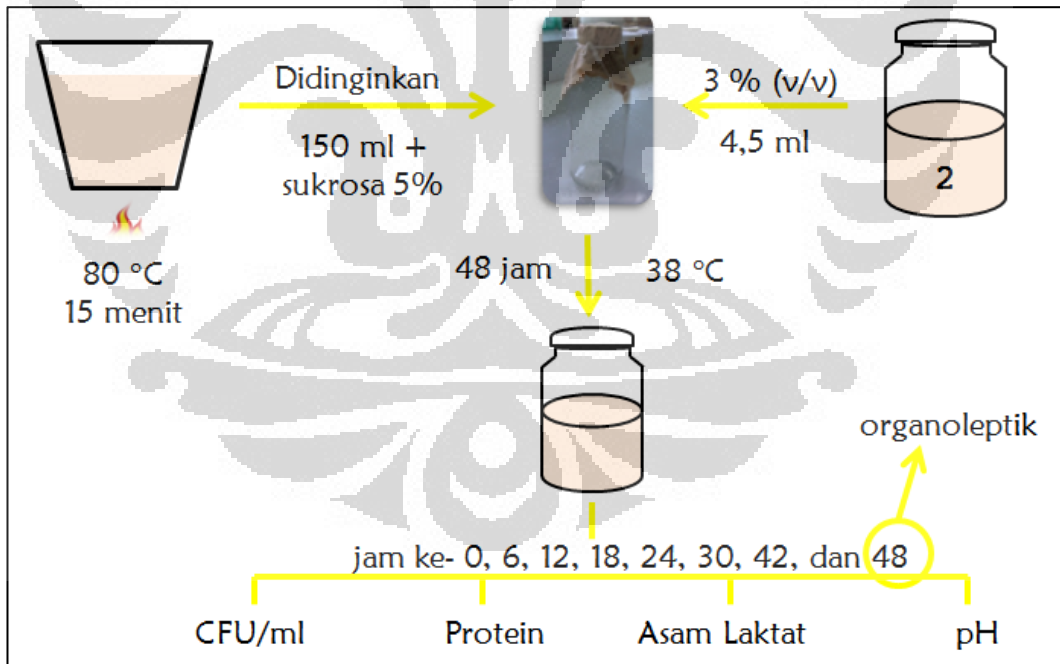 Didinginkan
150 ml +
sukrosa 5%
3 % (v/v)
4,5 ml
2
80 °C
15 menit
48 jam
38 °C
organoleptik
jam ke- 0, 6, 12, 18, 24, 30, 42, dan 48
CFU/ml
Protein
Asam Laktat
pH